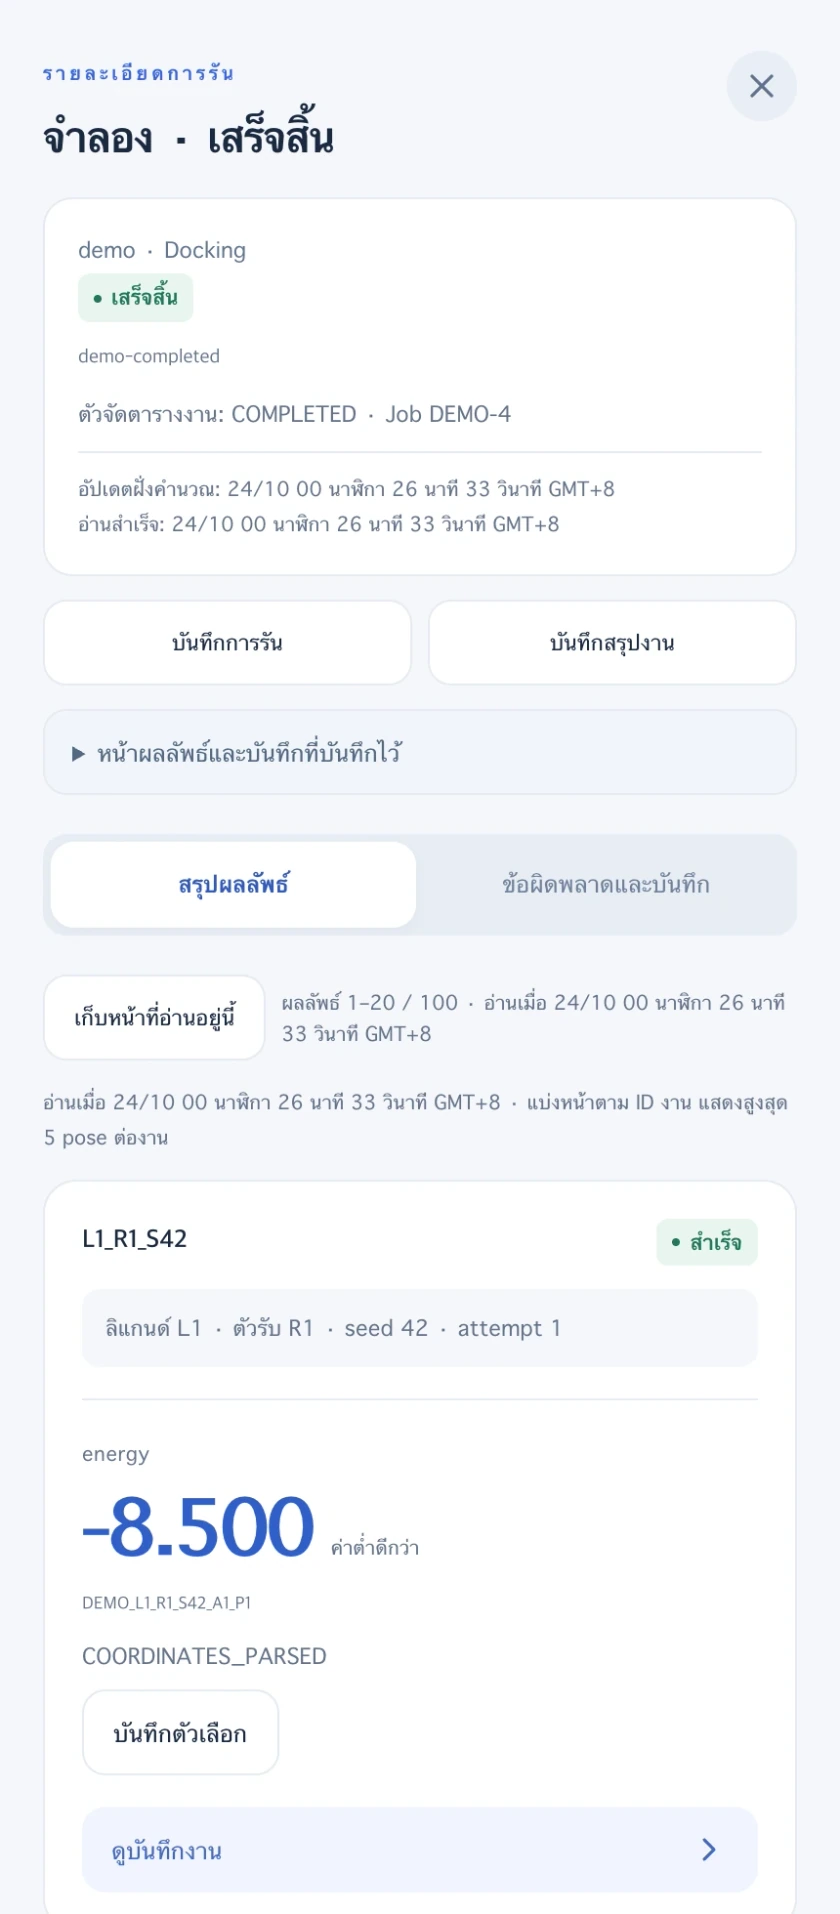 รายละเอียดการรัน
จำลอง · เสร็จสิ้น
demo · Docking
• เสร็จสิ้น
demo-completed
ตัวจัดตารางงาน: COMPLETED · Job DEMO-4
อัปเดตฝั่งคำนวณ: 24/10 00 นาฬิกา 26 นาที 33 วินาที GMT+8
อ่านสำเร็จ: 24/10 00 นาฬิกา 26 นาที 33 วินาที GMT+8
บันทึกการรัน
บันทึกสรุปงาน
▶ หน้าผลลัพธ์และบันทึกที่บันทึกไว้
สรุปผลลัพธ์
ข้อผิดพลาดและบันทึก
เก็บหน้าที่อ่านอยู่นี้
ผลลัพธ์ 1–20 / 100 · อ่านเมื่อ 24/10 00 นาฬิกา 26 นาที
33 วินาที GMT+8
อ่านเมื่อ 24/10 00 นาฬิกา 26 นาที 33 วินาที GMT+8 · แบ่งหน้าตาม ID งาน แสดงสูงสุด
5 pose ต่องาน
L1_R1_S42
• สำเร็จ
ลิแกนด์ L1 · ตัวรับ R1 · seed 42 · attempt 1
energy
-8.500 ค่าต่ำดีกว่า
DEMO_L1_R1_S42_A1_P1
COORDINATES_PARSED
บันทึกตัวเลือก
ดูบันทึกงาน